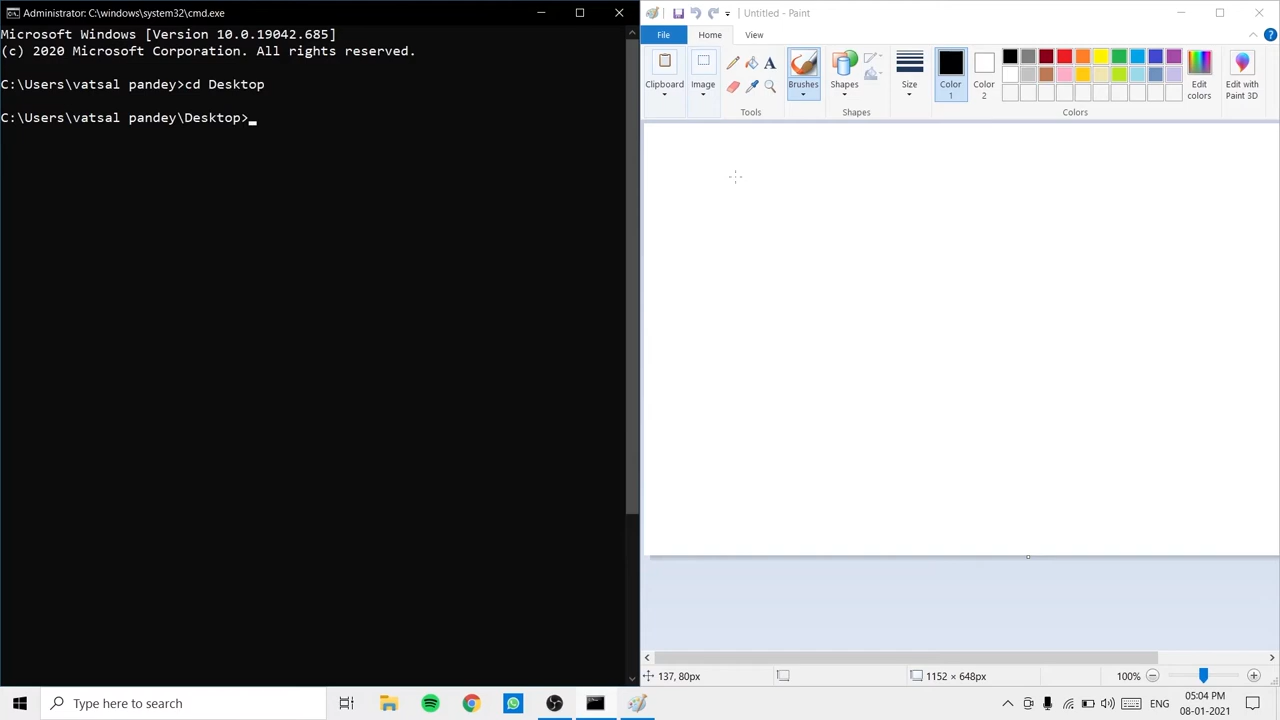 Administrator: C:\windows\system32\cmd.exe
Microsoft Windows [Version 10.0.19042.685]
(c) 2020 Microsoft Corporation. All rights reserved.
C:\Users\vatsal pandey>cd desktop
C:\Users\vatsal pandey\Desktop>
Untitled - Paint
File
Home
View
Clipboard
Image
Tools
Brushes
Shapes
Shapes
Size
Color
1
Color
2
Edit
colors
Edit with
Paint 3D
Colors
137, 80px
1152 × 648px
100%
Type here to search
ENG
05:04 PM
08-01-2021